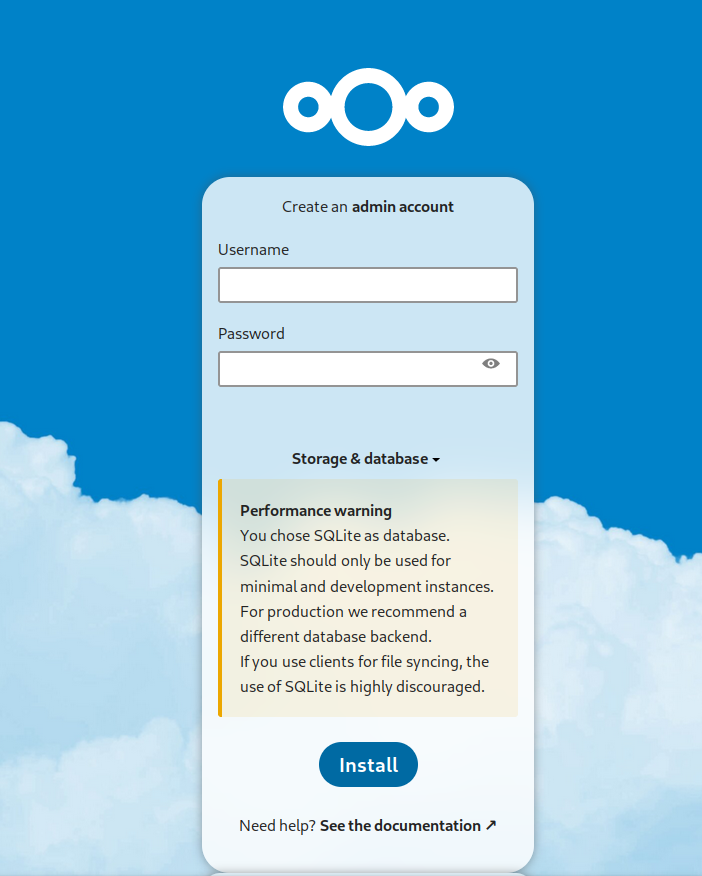 Create an admin account
Username
Password
Storage & database
Performance warning
You chose SQLite as database.
SQLite should only be used for
minimal and development instances.
For production we recommend a
different database backend.
If you use clients for file syncing, the
use of SQLite is highly discouraged.
Install
Need help? See the documentation ↗